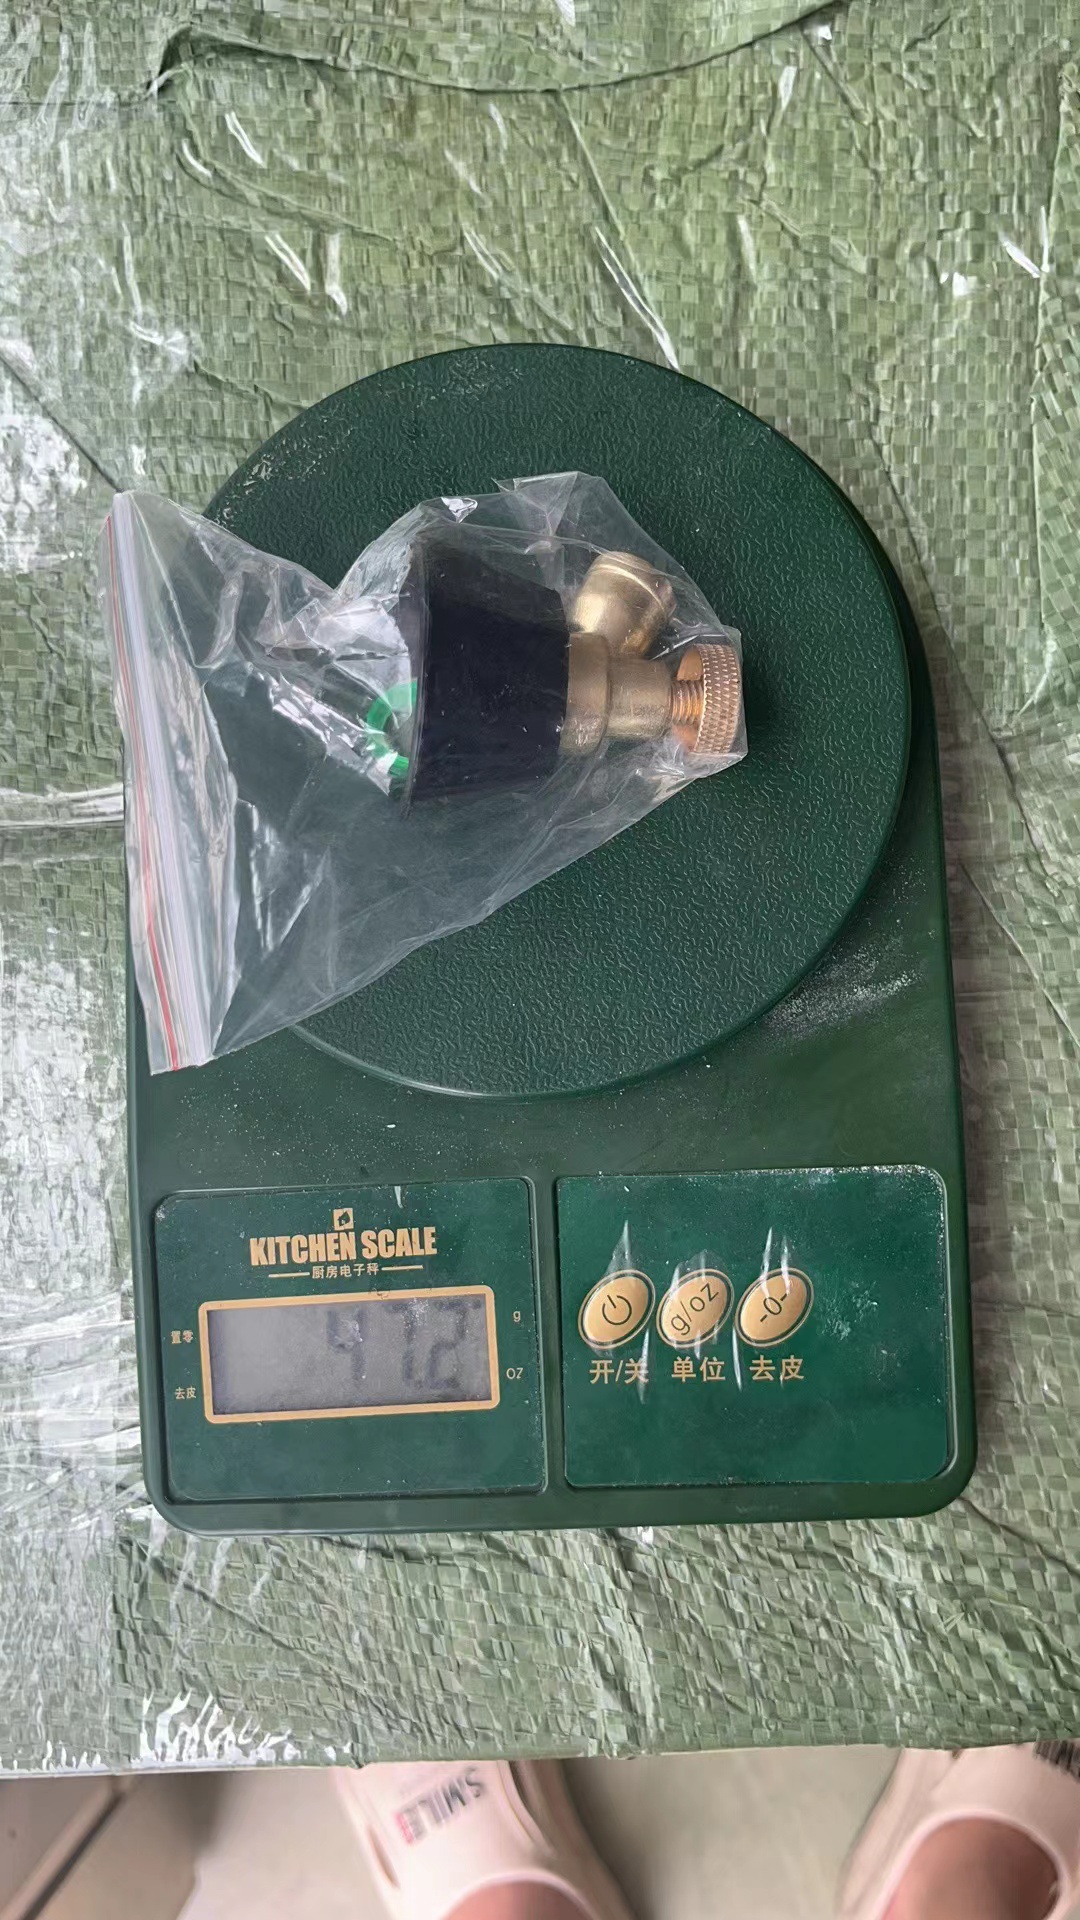 KITCHEN SCALE
厨房电子秤
置零
去皮
g
OZ
g/oz
-0-
开/关
单位
去皮
SMILE